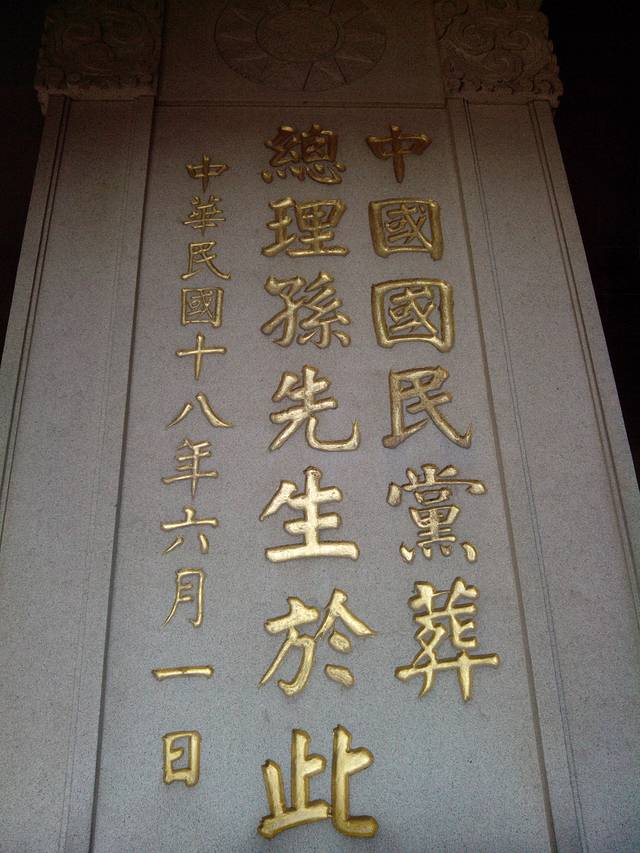 中國國民黨葬
總理孫先生於此
中華民國十八年六月一日